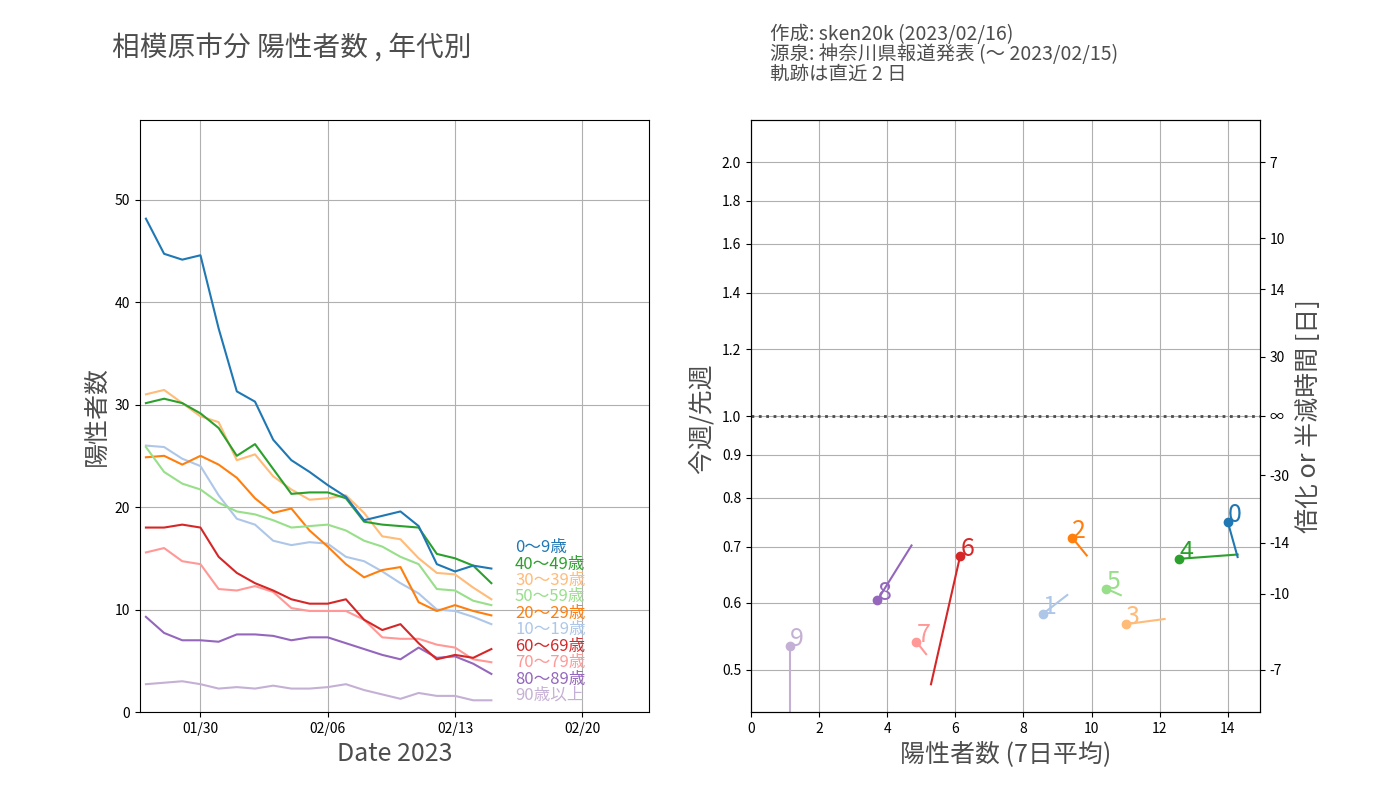 相模原市分 陽性者数 , 年代別
作成: sken20k (2023/02/16)
源泉: 神奈川県報道発表 (～ 2023/02/15)
軌跡は直近 2 日
陽性者数
50
40
30
20
10
0
01/30
02/06
02/13
02/20
Date 2023
0～9歳
40～49歳
30～39歳
50～59歳
20～29歳
10～19歳
60～69歳
70～79歳
80～89歳
90歳以上
今週/先週
2.0
1.8
1.6
1.4
1.2
1.0
0.9
0.8
0.7
0.6
0.5
0
2
4
6
8
10
12
14
陽性者数 (7日平均)
7
10
14
30
∞
-30
-14
-10
-7
倍化 or 半減時間 [日]
0
2
4
6
5
8
1
3
7
9